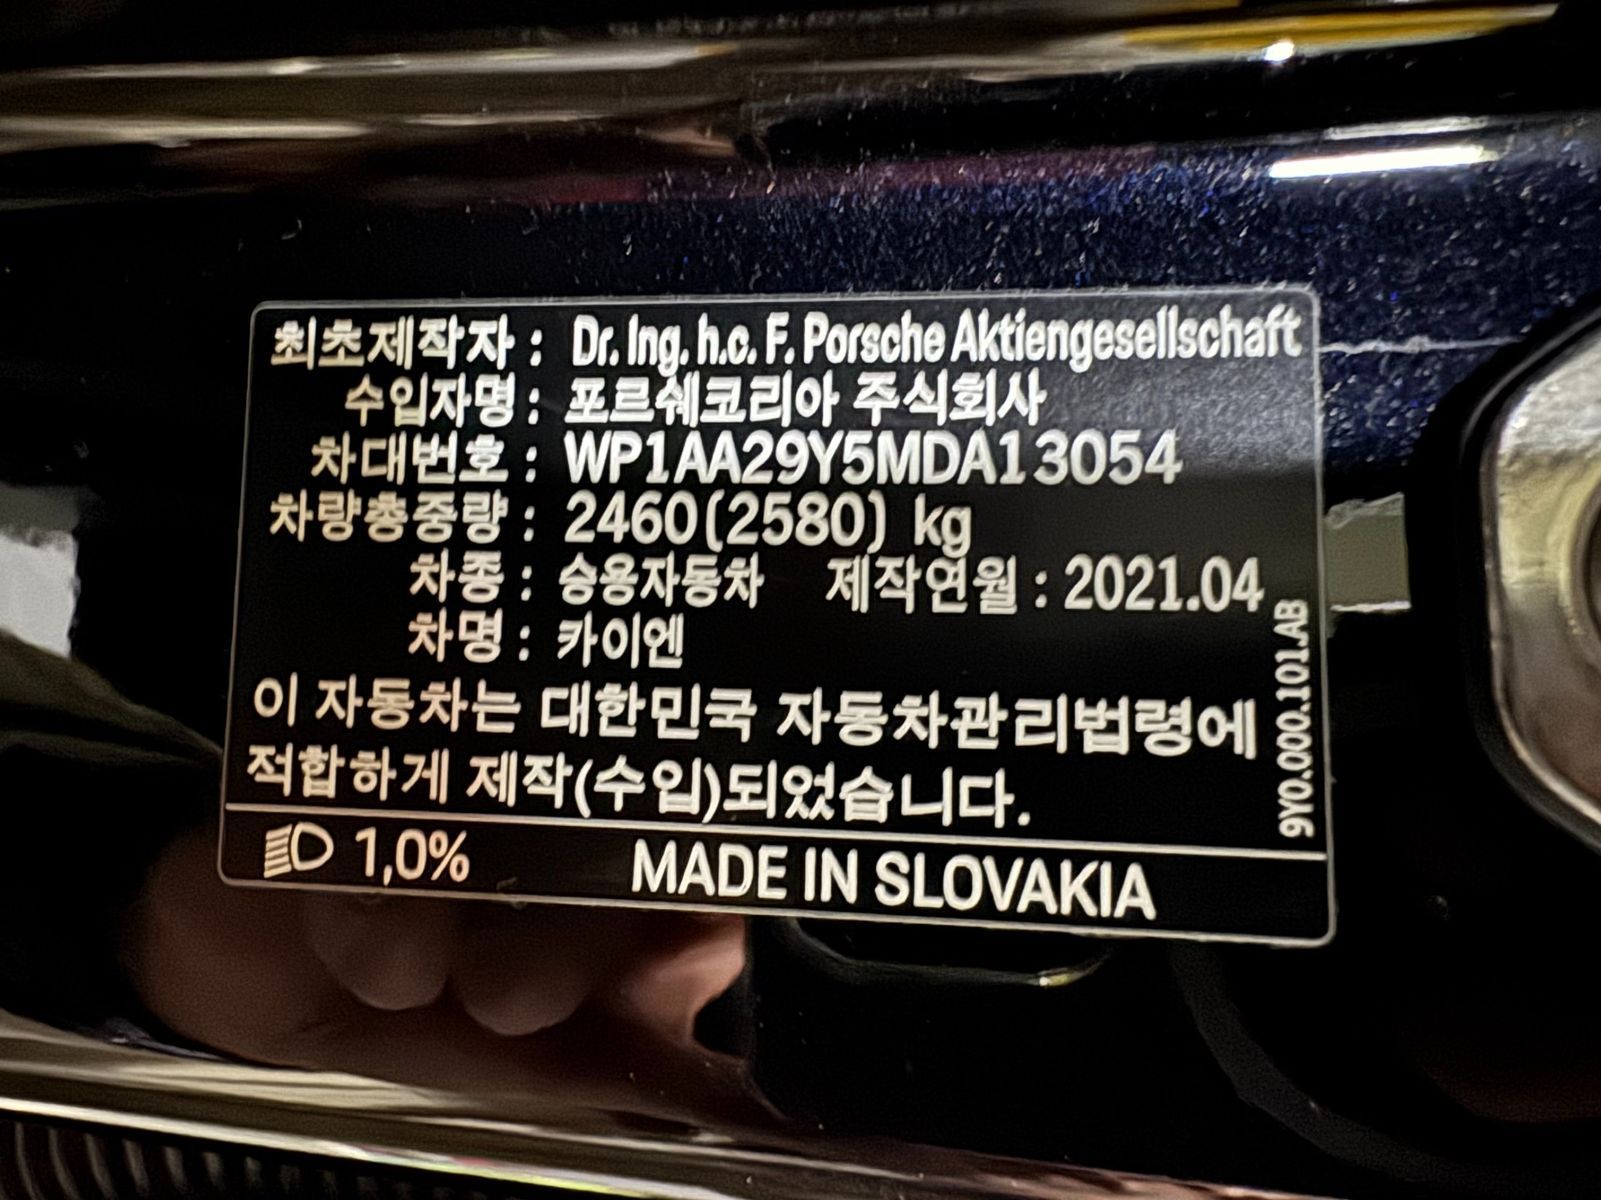 최초제작자 : Dr. Ing. h.c. F. Porsche Aktiengesellschaft
수입자명 : 포르쉐코리아 주식회사
차대번호 : WP1AA29Y5MDA13054
차량총중량 : 2460(2580) kg
차종 : 승용자동차 제작연월 : 2021.04
차명 : 카이엔
이 자동차는 대한민국 자동차관리법령에
적합하게 제작(수입)되었습니다.
9Y0.000.101.AB
1,0% MADE IN SLOVAKIA